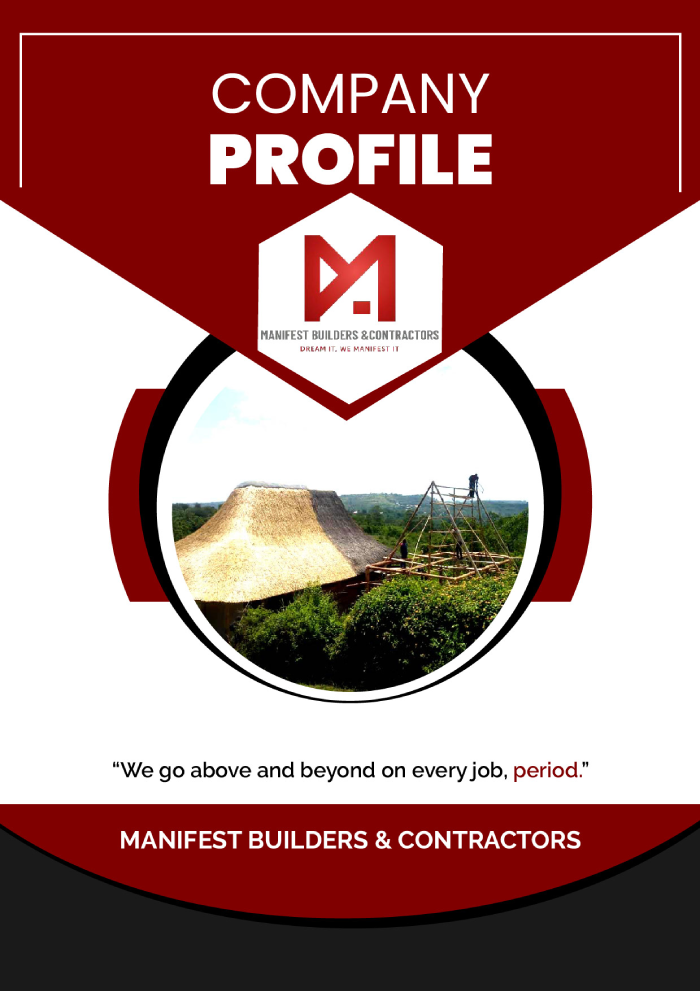 COMPANY
PROFILE
MANIFEST BUILDERS &CONTRACTORS
DREAM IT, WE MANIFEST IT
“We go above and beyond on every job, period.”
MANIFEST BUILDERS & CONTRACTORS